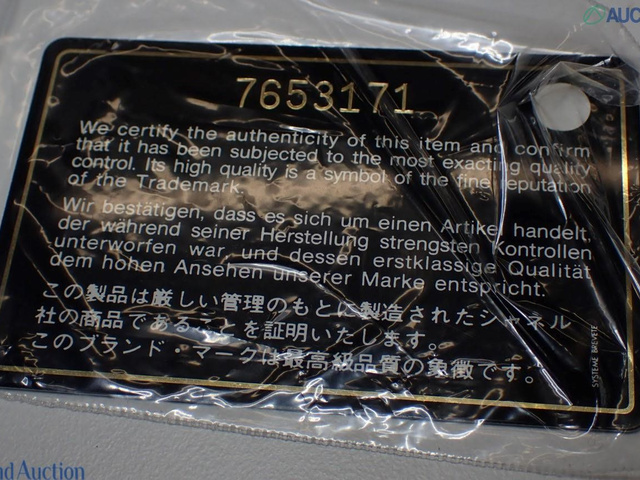 AUC
7653171
We certify the authenticity of this item and confirm
that it has been subjected to the most exacting quality
control. Its high quality is a symbol of the fine reputation
of the Trademark.
Wir bestätigen, dass es sich um einen Artikel handelt,
der während seiner Herstellung strengsten Kontrollen
unterworfen war und dessen erstklassige Qualität
dem hohen Ansehen unserer Marke entspricht.
この製品は厳しい管理のもとに製造されたシャネル
社の商品であることを証明いたします。
このブランド・マークは最高級品質の象徴です。
SYSTEME BREVETE
nd Auction